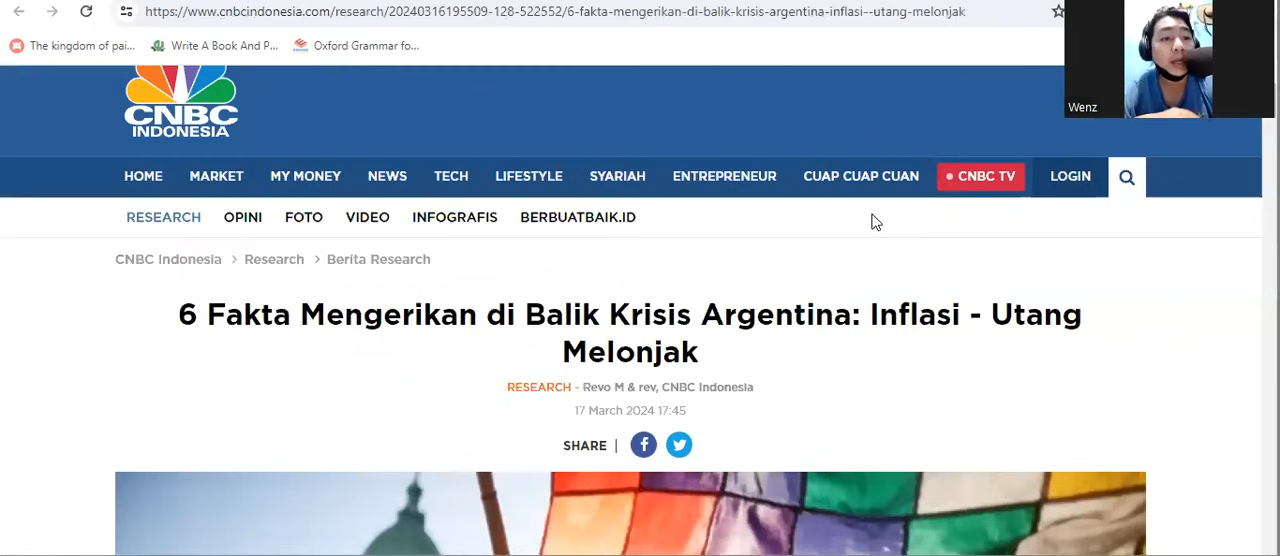 https://www.cnbcindonesia.com/research/20240316195509-128-522552/6-fakta-mengerikan-di-balik-krisis-argentina-inflasi--utang-melonjak
The kingdom of pai... Write A Book And P... Oxford Grammar fo...
Wenz
CNBC
INDONESIA
HOME MARKET MY MONEY NEWS TECH LIFESTYLE SYARIAH ENTREPRENEUR CUAP CUAP CUAN CNBC TV LOGIN
RESEARCH OPINI FOTO VIDEO INFOGRAFIS BERBUATBAIK.ID
CNBC Indonesia > Research > Berita Research
6 Fakta Mengerikan di Balik Krisis Argentina: Inflasi - Utang
Melonjak
RESEARCH - Revo M & rev, CNBC Indonesia
17 March 2024 17:45
SHARE |